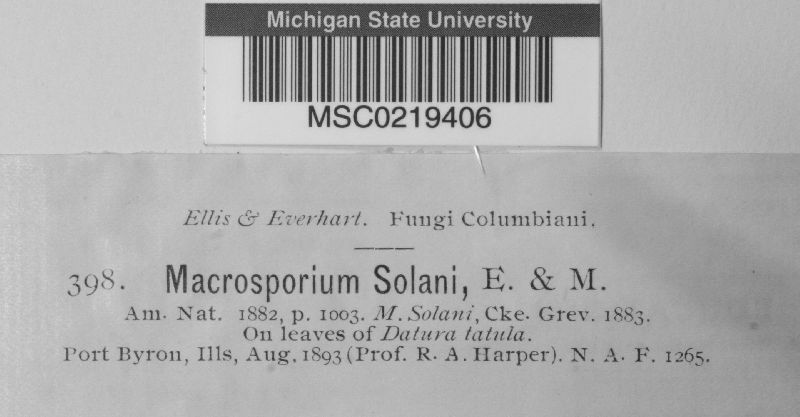 Michigan State University
MSC0219406
Ellis & Everhart. Fungi Columbiani.
398. Macrosporium Solani, E. & M.
Am. Nat. 1882, p. 1003. M. Solani, Cke. Grev. 1883.
On leaves of Datura tatula.
Port Byron, Ills, Aug. 1893 (Prof. R. A. Harper). N. A. F. 1265.